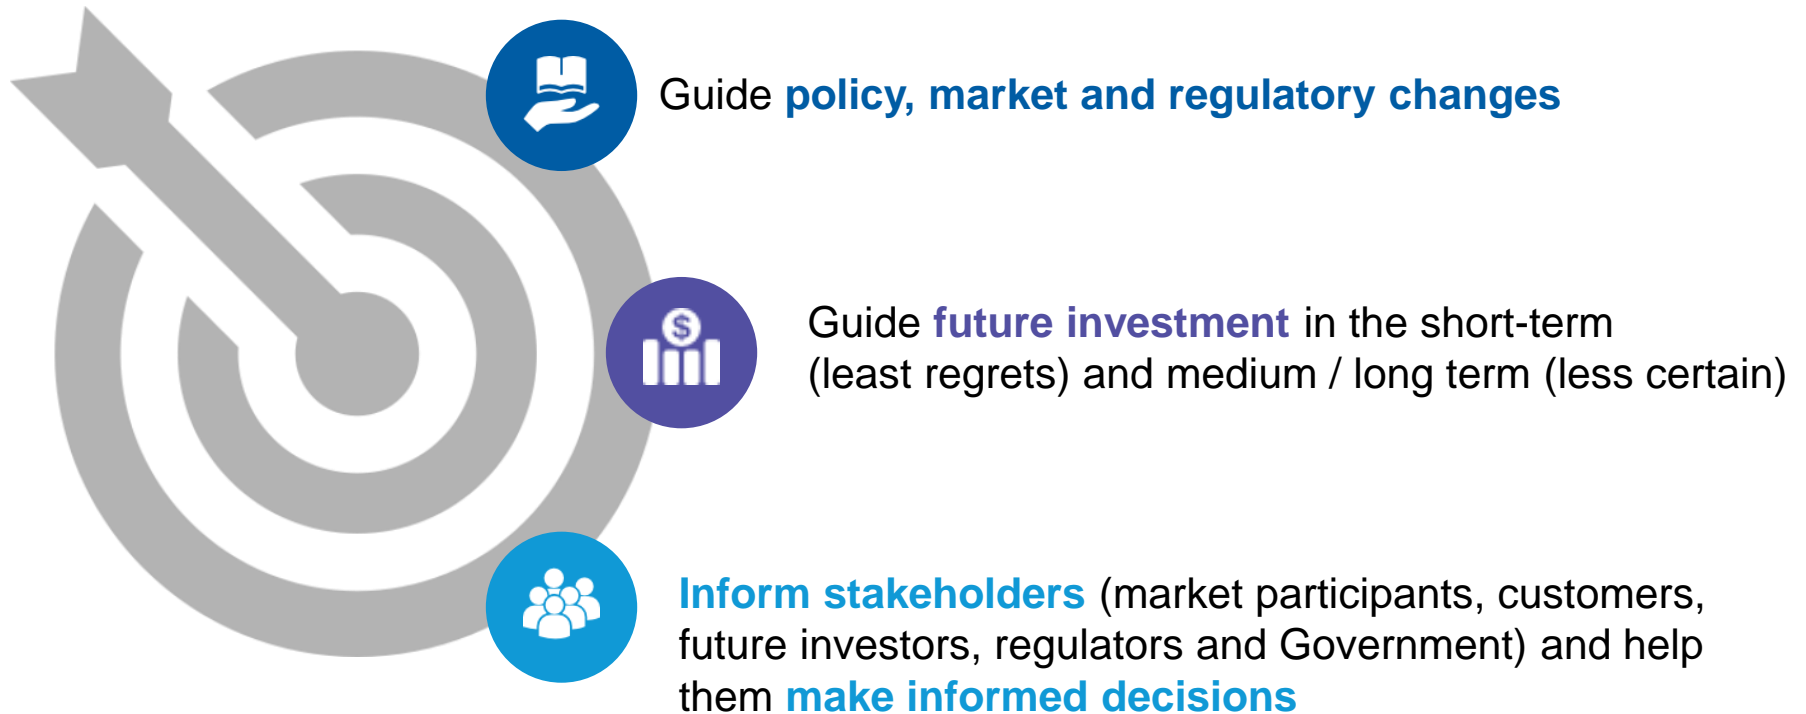 Guide policy, market and regulatory changes
$
Guide future investment in the short-term
(least regrets) and medium / long term (less certain)
Inform stakeholders (market participants, customers,
future investors, regulators and Government) and help
them make informed decisions